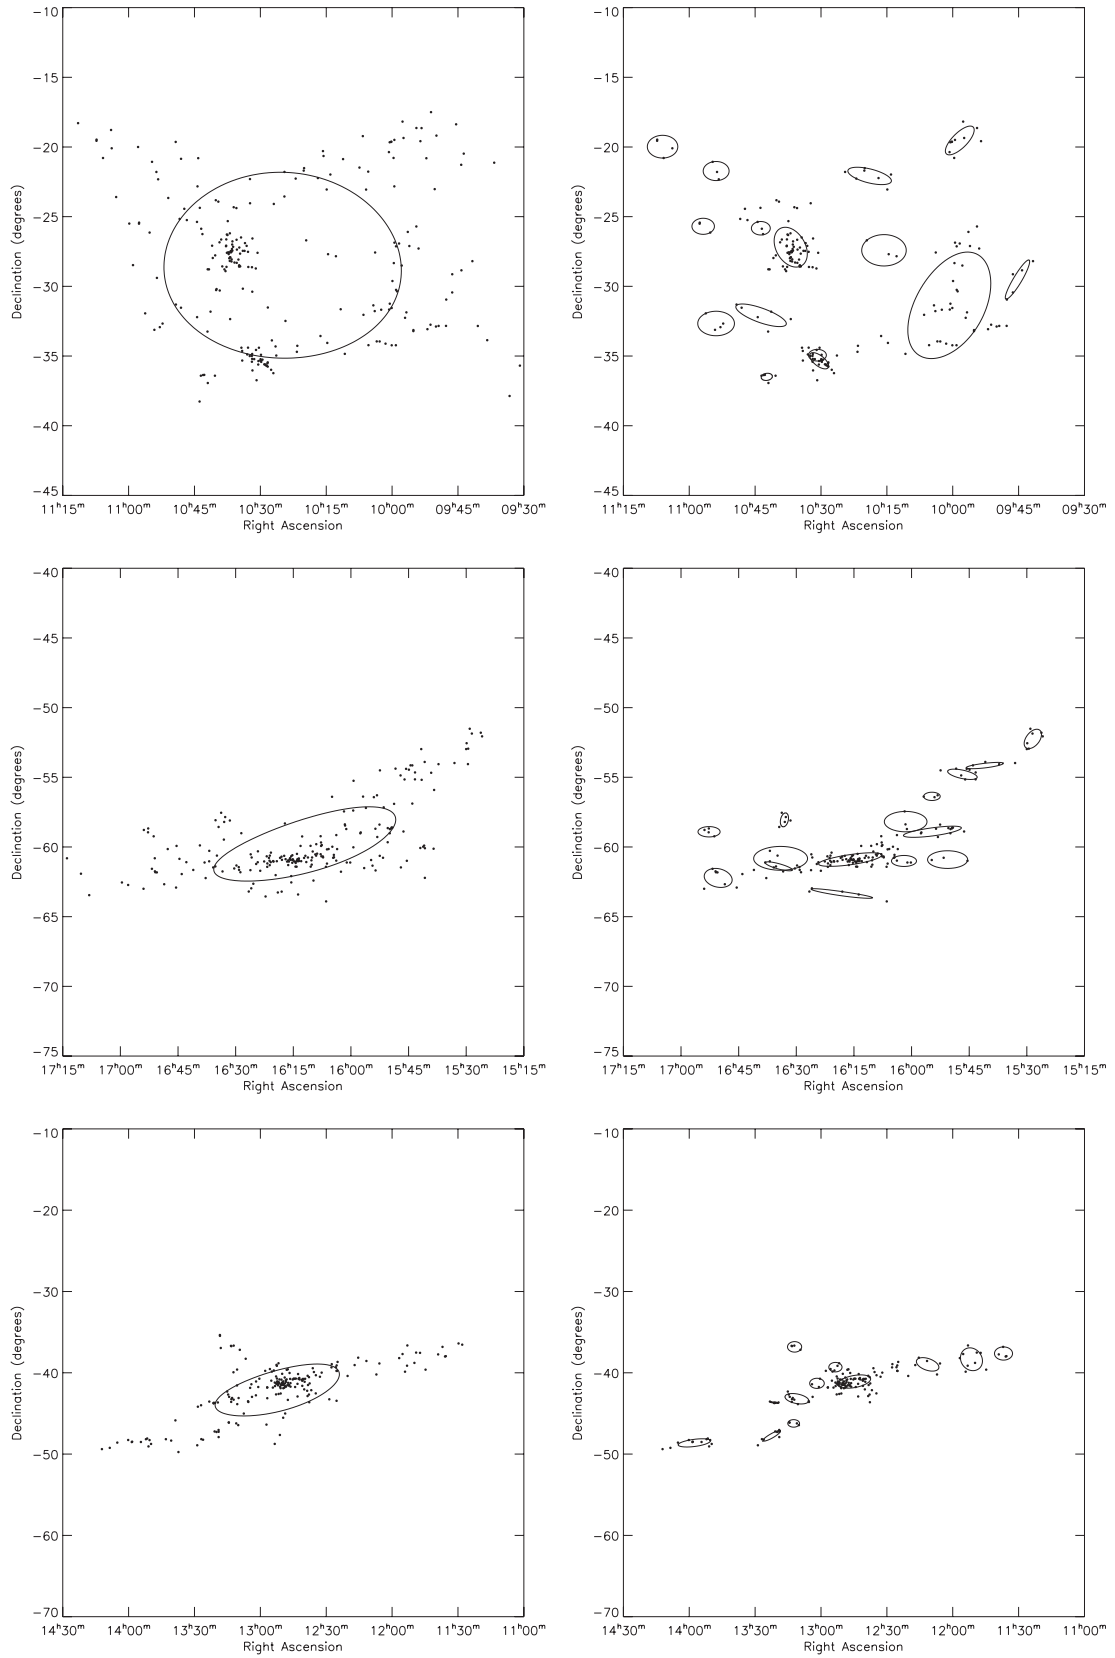 −10
−15
−20
−25
−30
−35
−40
−45
Declination (degrees)
11ʰ15ᵐ 11ʰ00ᵐ 10ʰ45ᵐ 10ʰ30ᵐ 10ʰ15ᵐ 10ʰ00ᵐ 09ʰ45ᵐ 09ʰ30ᵐ
Right Ascension
−10
−15
−20
−25
−30
−35
−40
−45
Declination (degrees)
11ʰ15ᵐ 11ʰ00ᵐ 10ʰ45ᵐ 10ʰ30ᵐ 10ʰ15ᵐ 10ʰ00ᵐ 09ʰ45ᵐ 09ʰ30ᵐ
Right Ascension
−40
−45
−50
−55
−60
−65
−70
−75
Declination (degrees)
17ʰ15ᵐ 17ʰ00ᵐ 16ʰ45ᵐ 16ʰ30ᵐ 16ʰ15ᵐ 16ʰ00ᵐ 15ʰ45ᵐ 15ʰ30ᵐ 15ʰ15ᵐ
Right Ascension
−40
−45
−50
−55
−60
−65
−70
−75
Declination (degrees)
17ʰ15ᵐ 17ʰ00ᵐ 16ʰ45ᵐ 16ʰ30ᵐ 16ʰ15ᵐ 16ʰ00ᵐ 15ʰ45ᵐ 15ʰ30ᵐ 15ʰ15ᵐ
Right Ascension
−10
−20
−30
−40
−50
−60
−70
Declination (degrees)
14ʰ30ᵐ 14ʰ00ᵐ 13ʰ30ᵐ 13ʰ00ᵐ 12ʰ30ᵐ 12ʰ00ᵐ 11ʰ30ᵐ 11ʰ00ᵐ
Right Ascension
−10
−20
−30
−40
−50
−60
−70
Declination (degrees)
14ʰ30ᵐ 14ʰ00ᵐ 13ʰ30ᵐ 13ʰ00ᵐ 12ʰ30ᵐ 12ʰ00ᵐ 11ʰ30ᵐ 11ʰ00ᵐ
Right Ascension